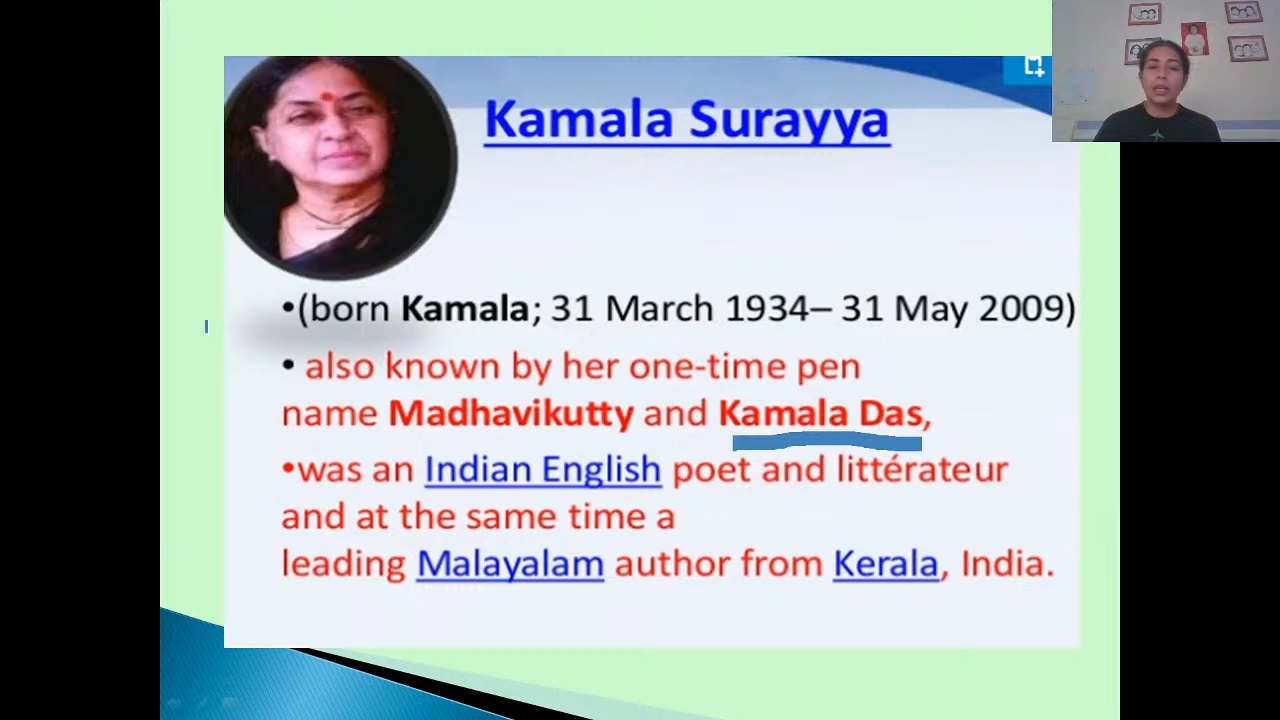 Kamala Surayya
•(born Kamala; 31 March 1934– 31 May 2009)
• also known by her one-time pen
name Madhavikutty and Kamala Das,
•was an Indian English poet and littérateur
and at the same time a
leading Malayalam author from Kerala, India.